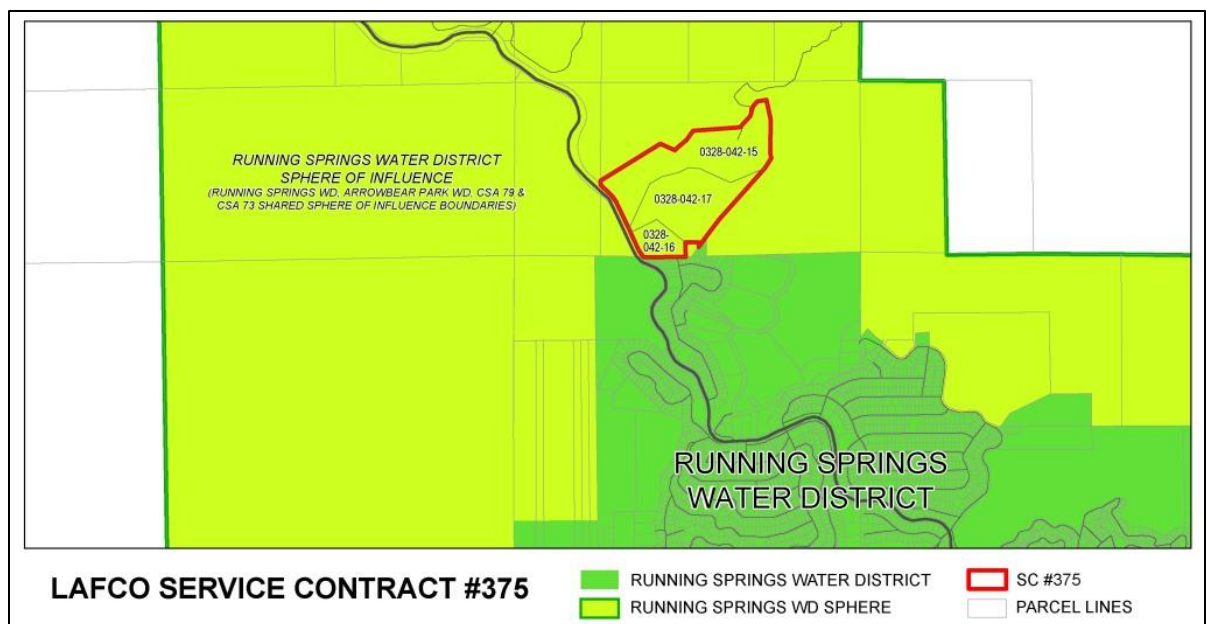 0328-042-15
RUNNING SPRINGS WATER DISTRICT
SPHERE OF INFLUENCE
(RUNNING SPRINGS WD, ARROWBEAR PARK WD, CSA 79 &
CSA 73 SHARED SPHERE OF INFLUENCE BOUNDARIES)
0328-042-17
0328-
042-16
RUNNING SPRINGS
WATER DISTRICT
LAFCO SERVICE CONTRACT #375
RUNNING SPRINGS WATER DISTRICT
RUNNING SPRINGS WD SPHERE
SC #375
PARCEL LINES